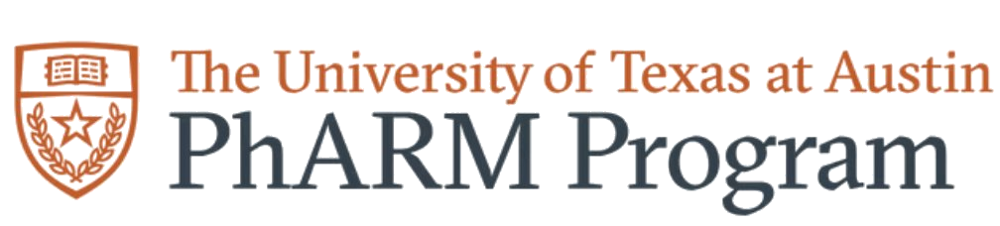 The University of Texas at Austin
PhARM Program